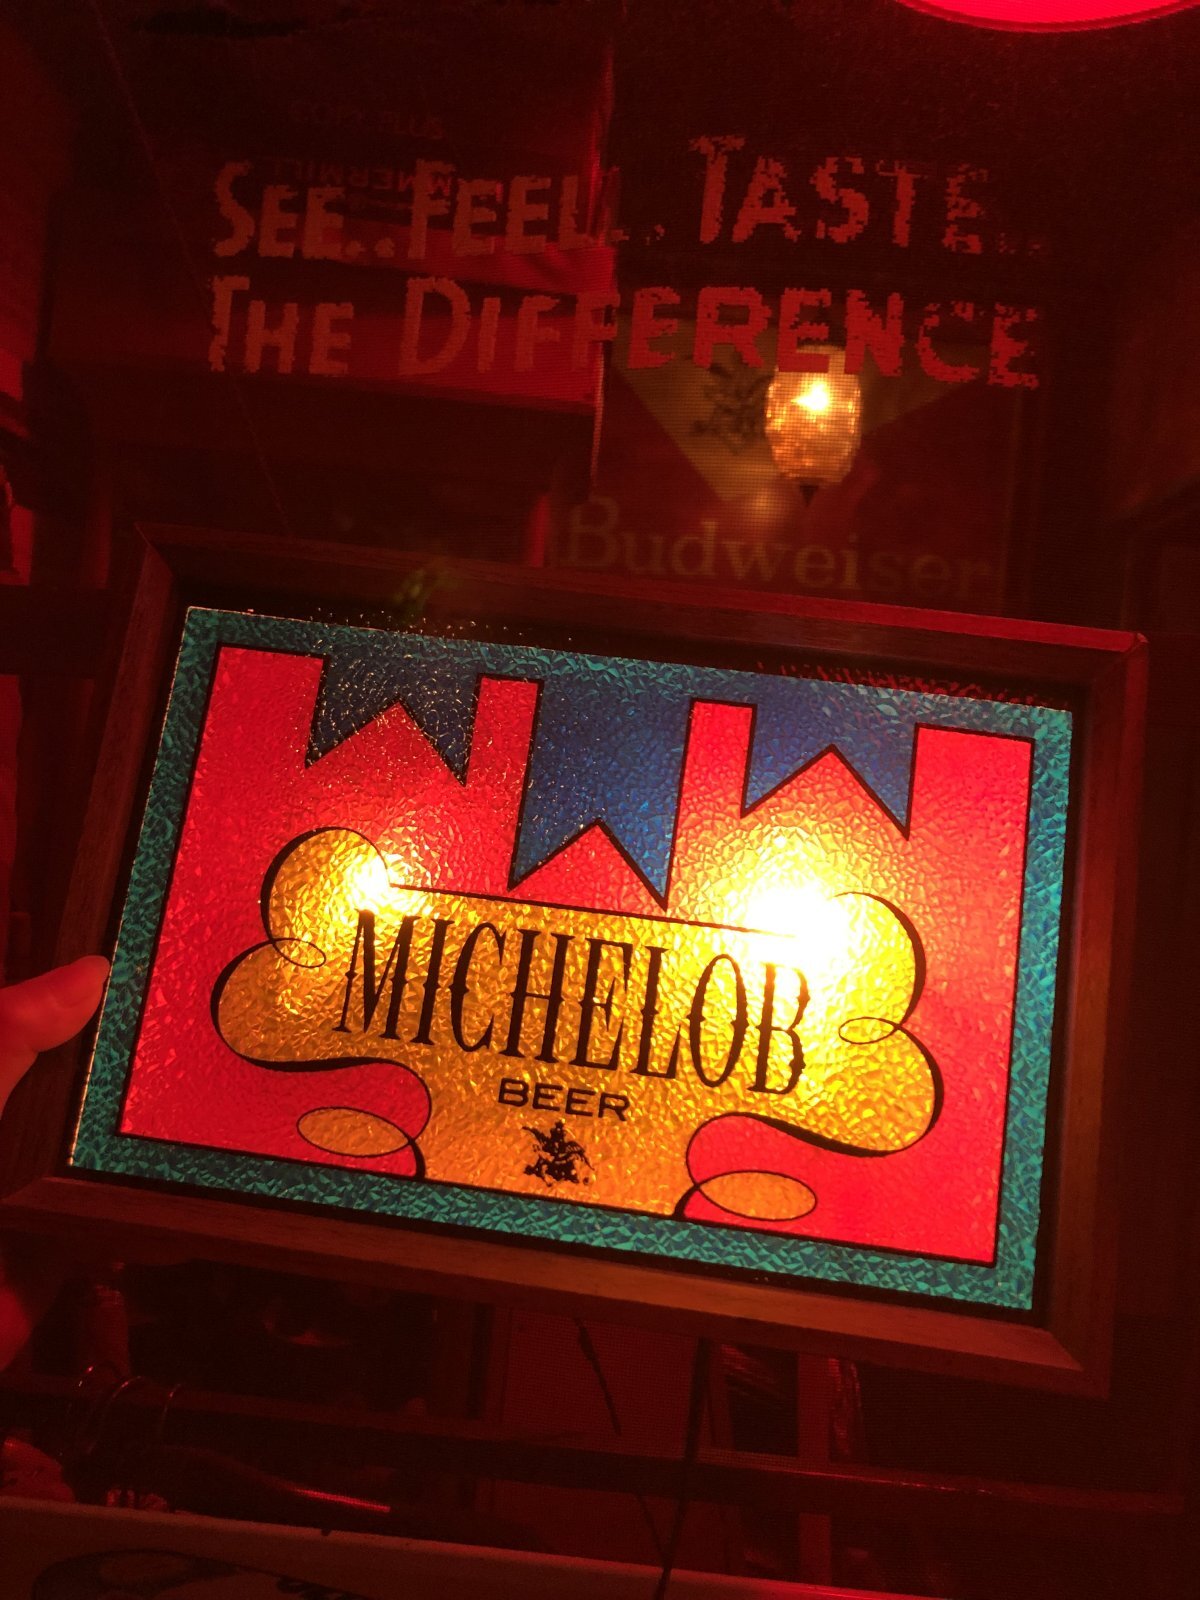 SEE..FEEL..TASTE..
THE DIFFERENCE
Budweiser
MICHELOB
BEER